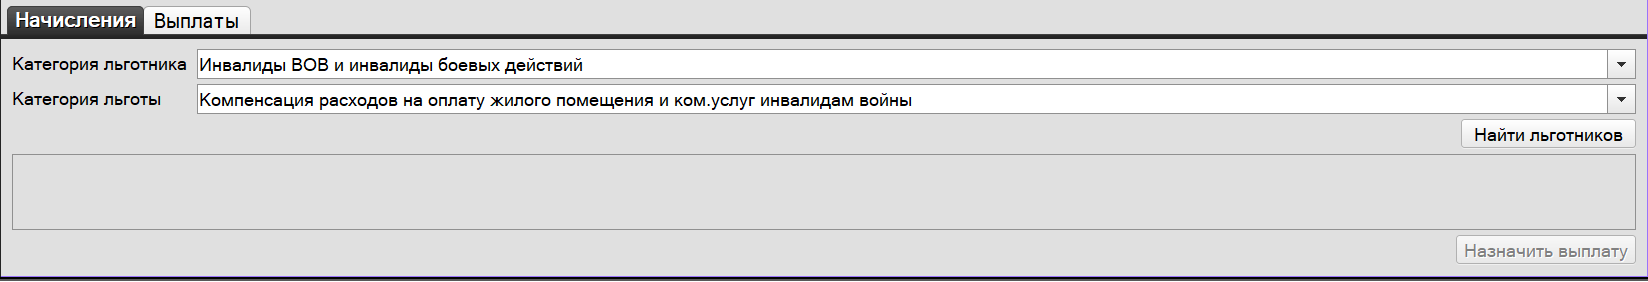 Начисления Выплаты
Категория льготника Инвалиды ВОВ и инвалиды боевых действий
Категория льготы Компенсация расходов на оплату жилого помещения и ком.услуг инвалидам войны
Найти льготников
Назначить выплату